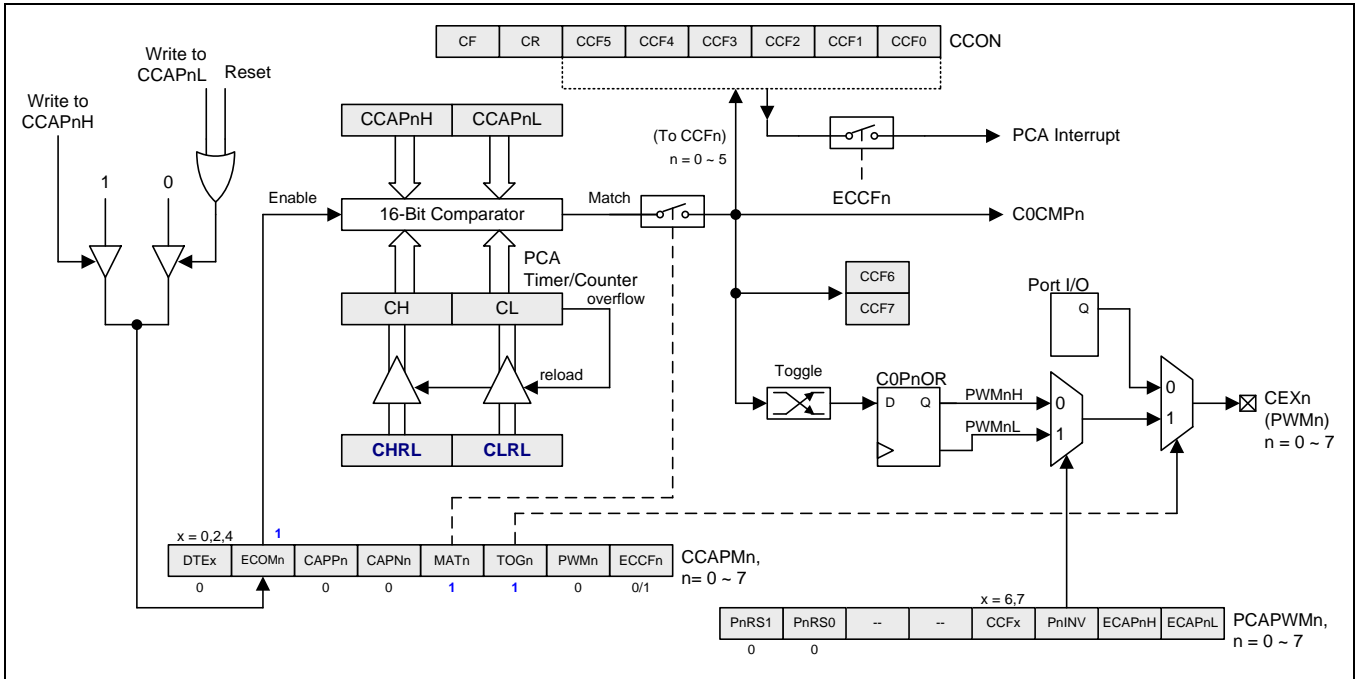 CF CR CCF5 CCF4 CCF3 CCF2 CCF1 CCF0 CCON
Write to
CCAPnL
Reset
Write to
CCAPnH
1 0
CCAPnH CCAPnL
(To CCFn)
n = 0 ~ 5
PCA Interrupt
ECCFn
Enable
16-Bit Comparator
Match
C0CMPn
PCA
Timer/Counter
overflow
CH CL
reload
CHRL CLRL
CCF6
CCF7
Port I/O
Q
Toggle
C0PnOR
D Q
PWMnH
PWMnL
0
1
0
1
CEXn
(PWMn)
n = 0 ~ 7
x = 0,2,4 1
DTEx ECOMn CAPPn CAPNn MATn TOGn PWMn ECCFn
CCAPMn,
n= 0 ~ 7
0 0 0 1 1 0 0/1
x = 6,7
PnRS1 PnRS0 -- -- CCFx PnINV ECAPnH ECAPnL
PCAPWMn,
n = 0 ~ 7
0 0